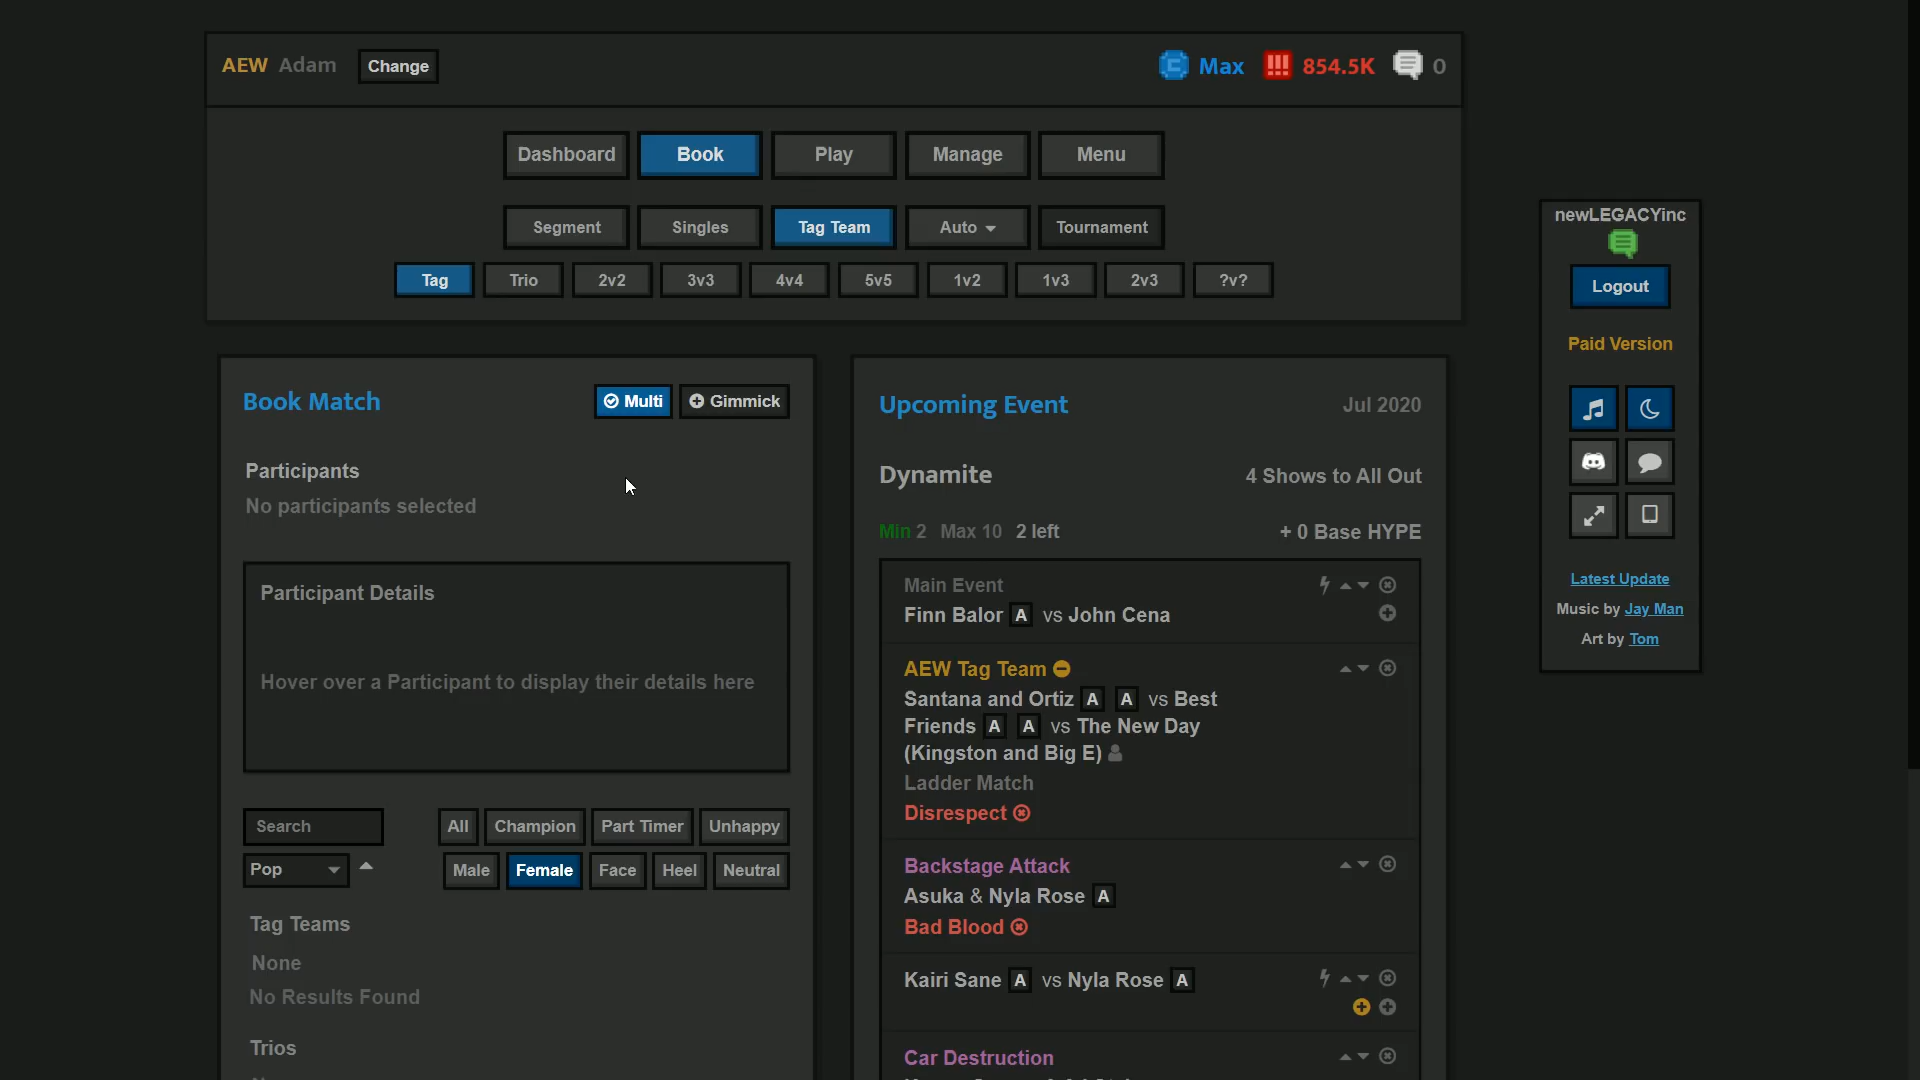 AEW Adam Change
Max 854.5K 0
Dashboard Book Play Manage Menu
Segment Singles Tag Team Auto Tournament
Tag Trio 2v2 3v3 4v4 5v5 1v2 1v3 2v3 ?v?
newLEGACYinc
Logout
Paid Version
Latest Update
Music by Jay Man
Art by Tom
Book Match Multi Gimmick
Participants
No participants selected
Participant Details
Hover over a Participant to display their details here
Search All Champion Part Timer Unhappy
Pop Male Female Face Heel Neutral
Tag Teams
None
No Results Found
Trios
Upcoming Event Jul 2020
Dynamite 4 Shows to All Out
Min 2 Max 10 2 left + 0 Base HYPE
Main Event
Finn Balor A vs John Cena
AEW Tag Team
Santana and Ortiz A A vs Best
Friends A A vs The New Day
(Kingston and Big E)
Ladder Match
Disrespect
Backstage Attack
Asuka & Nyla Rose A
Bad Blood
Kairi Sane A vs Nyla Rose A
Car Destruction